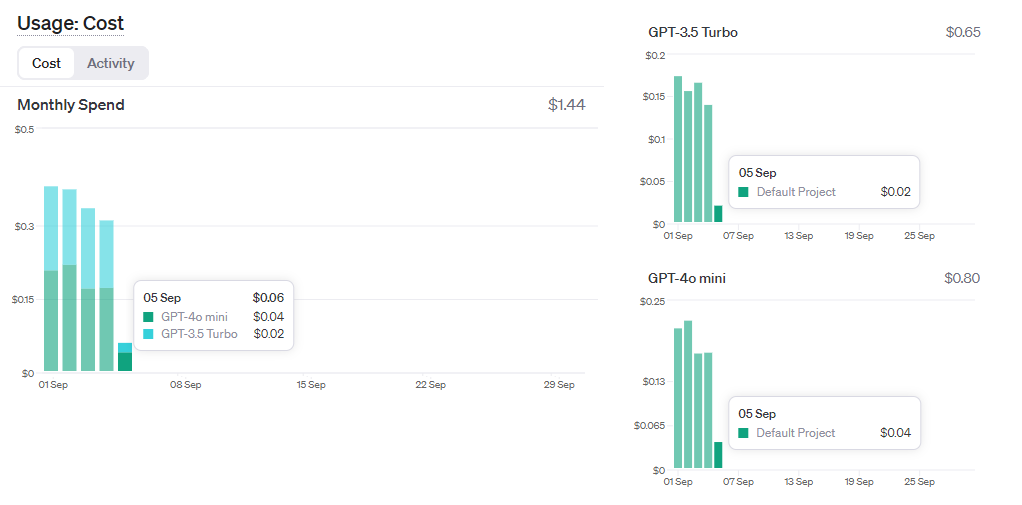 Usage: Cost
Cost Activity
Monthly Spend $1.44
$0.5
$0.3
$0.15
$0
05 Sep $0.06
GPT-4o mini $0.04
GPT-3.5 Turbo $0.02
01 Sep 08 Sep 15 Sep 22 Sep 29 Sep
GPT-3.5 Turbo $0.65
$0.2
$0.15
$0.1
$0.05
$0
05 Sep
Default Project $0.02
01 Sep 07 Sep 13 Sep 19 Sep 25 Sep
GPT-4o mini $0.80
$0.25
$0.13
$0.065
$0
05 Sep
Default Project $0.04
01 Sep 07 Sep 13 Sep 19 Sep 25 Sep